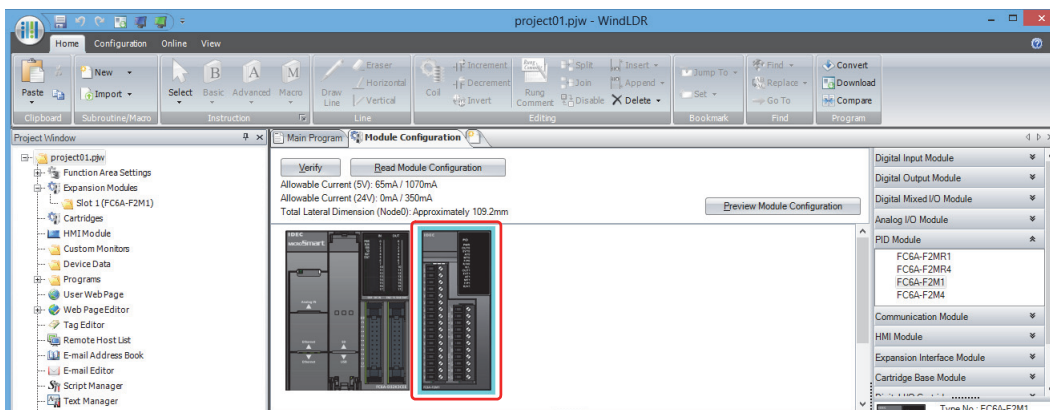 project01.pjw - WindLDR
Home Configuration Online View
Paste
New
Import
Select
Basic
Advanced
Macro
Draw Line
Eraser
Horizontal
Vertical
Coil
Increment
Decrement
Invert
Rung Comment
Split
Join
Disable
Insert
Append
Delete
Jump To
Set
Find
Replace
Go To
Convert
Download
Compare
Clipboard Subroutine/Macro Instruction Line Editing Bookmark Find Program
Project Window
project01.pjw
Function Area Settings
Expansion Modules
Slot 1 (FC6A-F2M1)
Cartridges
HMI Module
Custom Monitors
Device Data
Programs
User Web Page
Web Page Editor
Tag Editor
Remote Host List
E-mail Address Book
E-mail Editor
Script Manager
Text Manager
Main Program Module Configuration
Verify Read Module Configuration
Allowable Current (5V): 65mA / 1070mA
Allowable Current (24V): 0mA / 350mA
Total Lateral Dimension (Node0): Approximately 109.2mm
Preview Module Configuration
IDEC
MICROSmart
IN OUT
IDEC
PID
Digital Input Module
Digital Output Module
Digital Mixed I/O Module
Analog I/O Module
PID Module
FC6A-F2MR1
FC6A-F2MR4
FC6A-F2M1
FC6A-F2M4
Communication Module
HMI Module
Expansion Interface Module
Cartridge Base Module
Type No.: FC6A-F2M1